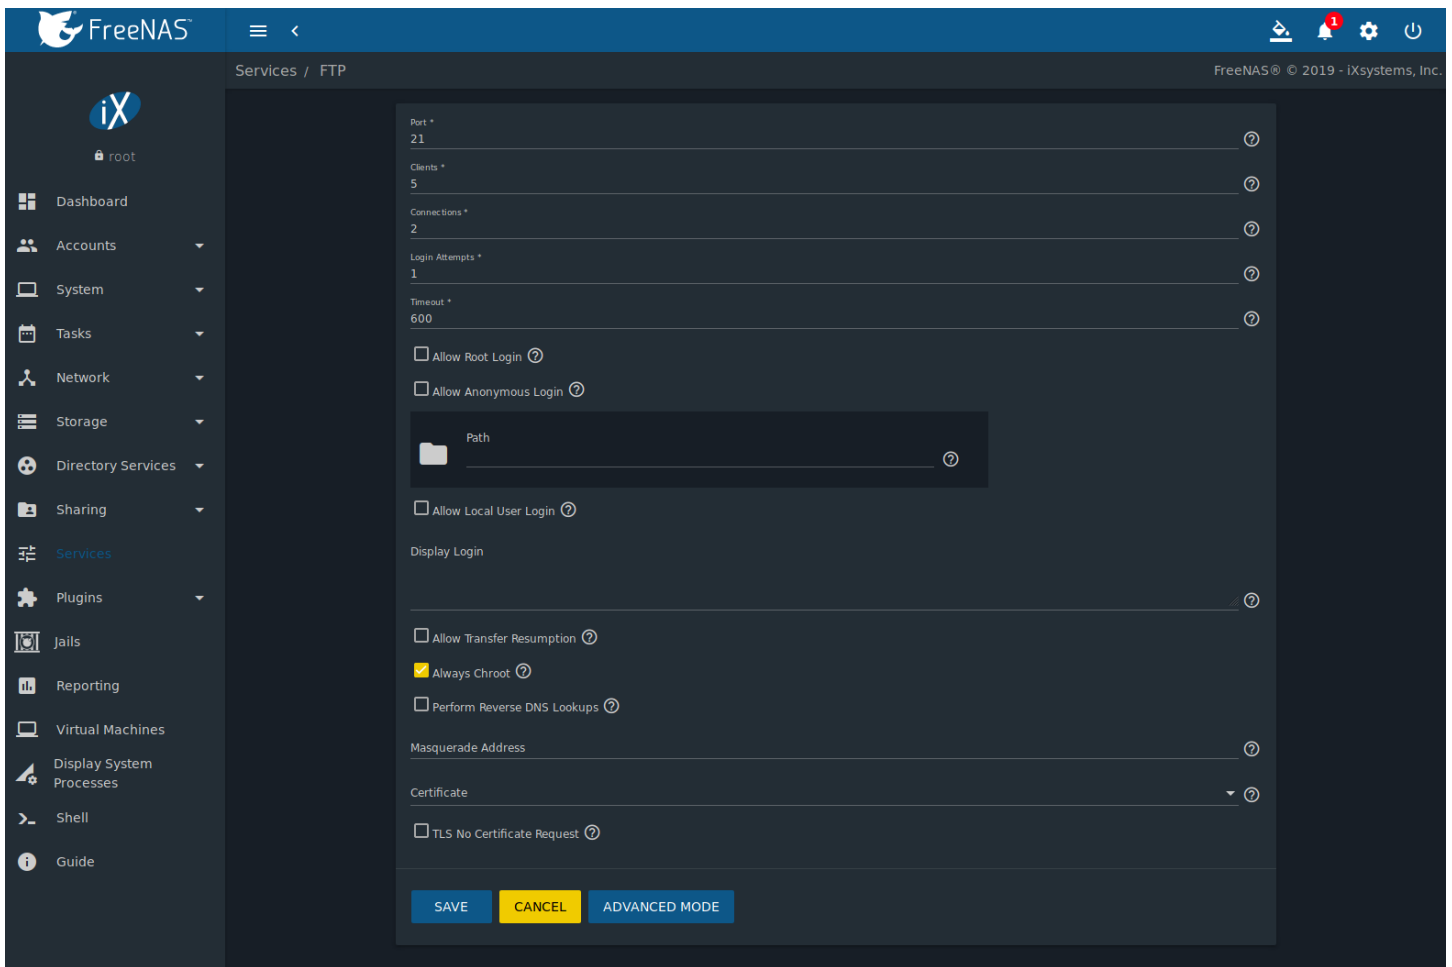 FreeNAS™
1
Services / FTP
FreeNAS® © 2019 - iXsystems, Inc.
iX
root
Dashboard
Accounts
System
Tasks
Network
Storage
Directory Services
Sharing
Services
Plugins
Jails
Reporting
Virtual Machines
Display System
Processes
Shell
Guide
Port *
21
Clients *
5
Connections *
2
Login Attempts *
1
Timeout *
600
Allow Root Login
Allow Anonymous Login
Path
Allow Local User Login
Display Login
Allow Transfer Resumption
Always Chroot
Perform Reverse DNS Lookups
Masquerade Address
Certificate
TLS No Certificate Request
SAVE CANCEL ADVANCED MODE